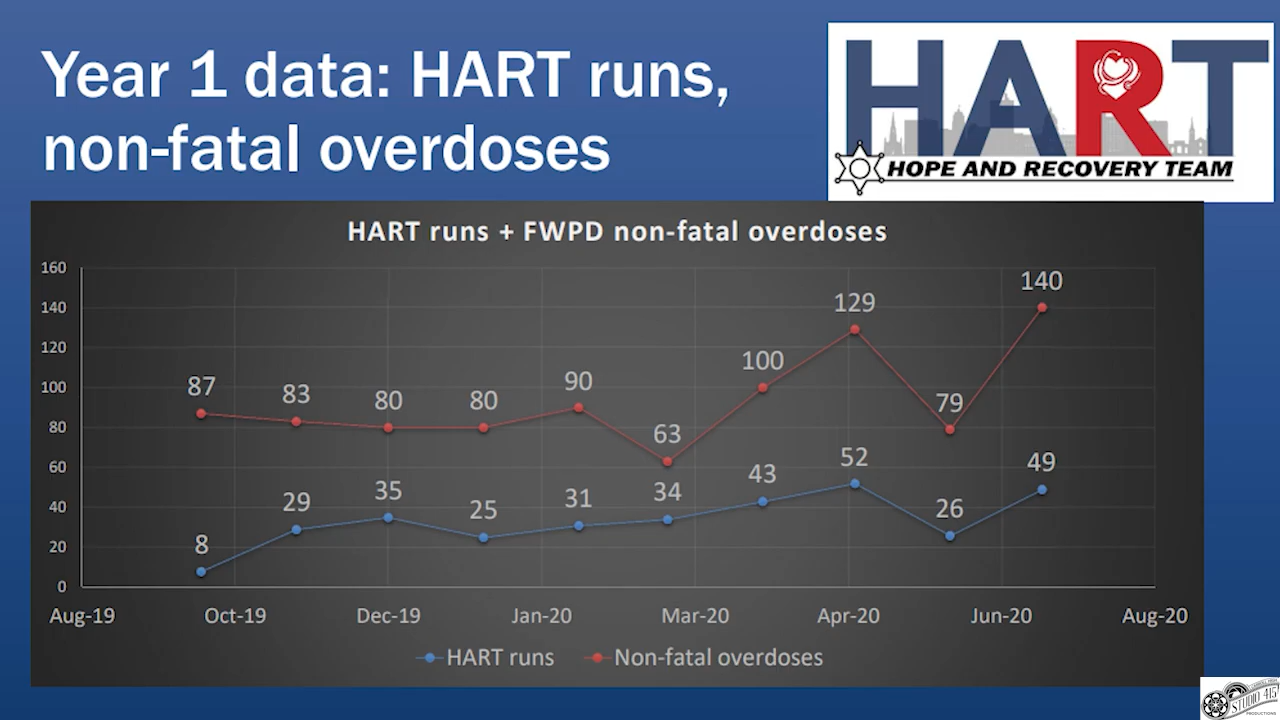 Year 1 data: HART runs,
non-fatal overdoses
HART
HOPE AND RECOVERY TEAM
HART runs + FWPD non-fatal overdoses
160
140
120
100
80
60
40
20
0
87 83 80 80 90 63 100 129 79 140
8 29 35 25 31 34 43 52 26 49
Aug-19 Oct-19 Dec-19 Jan-20 Mar-20 Apr-20 Jun-20 Aug-20
HART runs Non-fatal overdoses
STUDIO 415
PRODUCTIONS